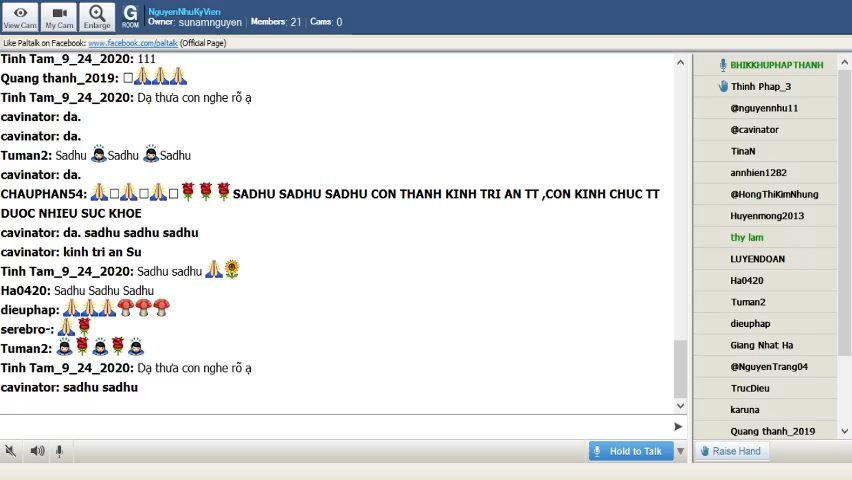 NguyenNhuKyVien
Owner: sunamnguyen Members: 21 Cams: 0
View Cam My Cam Enlarge G ROOM
Like Paltalk on Facebook: www.facebook.com/paltalk (Official Page)
Tinh Tam_9_24_2020: 111
Quang thanh_2019: 🙏🙏🙏
Tinh Tam_9_24_2020: Dạ thưa con nghe rõ ạ
cavinator: da.
cavinator: da.
Tuman2: Sadhu 🙇Sadhu 🙇Sadhu
cavinator: da.
CHAUPHAN54: 🙏🙏🙏🌹🌹🌹SADHU SADHU SADHU CON THANH KINH TRI AN TT ,CON KINH CHUC TT
DUOC NHIEU SUC KHOE
cavinator: da. sadhu sadhu sadhu
cavinator: kinh tri an Su
Tinh Tam_9_24_2020: Sadhu sadhu 🙏🌻
Ha0420: Sadhu Sadhu Sadhu
dieuphap: 🙏🙏🙏🍄🍄🍄
serebro-: 🙏🌹
Tuman2: 🙇🌹🙇🌹🙇
Tinh Tam_9_24_2020: Dạ thưa con nghe rõ ạ
cavinator: sadhu sadhu
Hold to Talk
BHIKKHUPHAPTHANH
Thinh Phap_3
@nguyennhu11
@cavinator
TinaN
annhien1282
@HongThiKimNhung
Huyenmong2013
thy lam
LUYENDOAN
Ha0420
Tuman2
dieuphap
Giang Nhat Ha
@NguyenTrang04
TrucDieu
karuna
Quang thanh_2019
Raise Hand